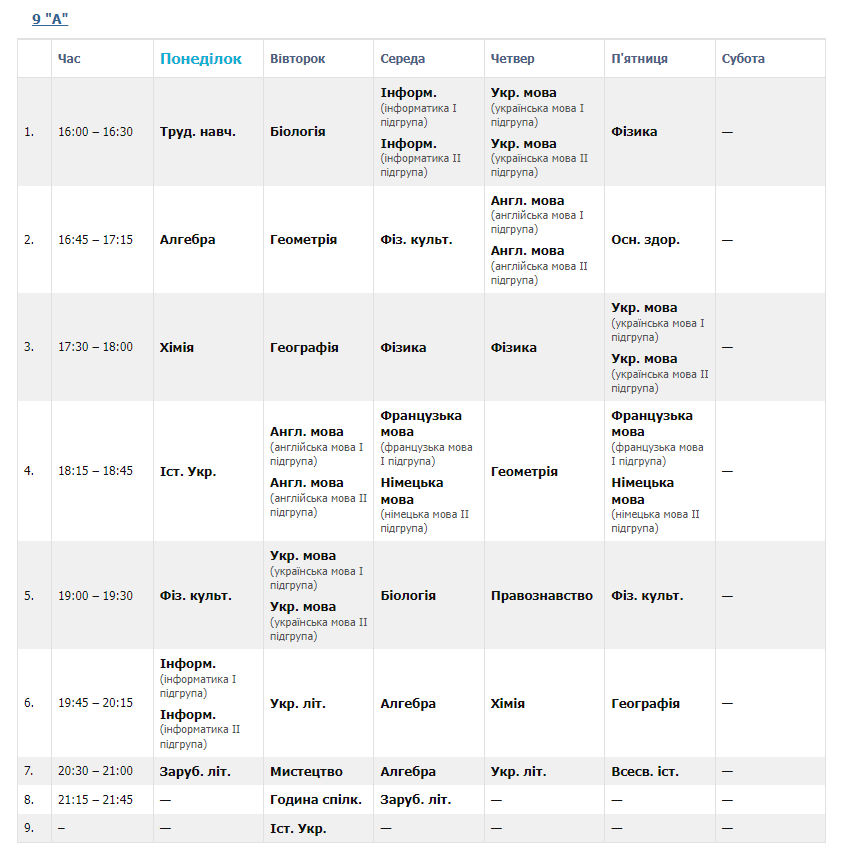 9 "А"
Час Понеділок Вівторок Середа Четвер П'ятниця Субота
1. 16:00 – 16:30 Труд. навч. Біологія Інформ. (інформатика I підгрупа) Інформ. (інформатика II підгрупа) Укр. мова (українська мова I підгрупа) Укр. мова (українська мова II підгрупа) Фізика —
2. 16:45 – 17:15 Алгебра Геометрія Фіз. культ. Англ. мова (англійська мова I підгрупа) Англ. мова (англійська мова II підгрупа) Осн. здор. —
3. 17:30 – 18:00 Хімія Географія Фізика Фізика Укр. мова (українська мова I підгрупа) Укр. мова (українська мова II підгрупа) —
4. 18:15 – 18:45 Іст. Укр. Англ. мова (англійська мова I підгрупа) Англ. мова (англійська мова II підгрупа) Французька мова (французька мова I підгрупа) Німецька мова (німецька мова II підгрупа) Геометрія Французька мова (французька мова I підгрупа) Німецька мова (німецька мова II підгрупа) —
5. 19:00 – 19:30 Фіз. культ. Укр. мова (українська мова I підгрупа) Укр. мова (українська мова II підгрупа) Біологія Правознавство Фіз. культ. —
6. 19:45 – 20:15 Інформ. (інформатика I підгрупа) Інформ. (інформатика II підгрупа) Укр. літ. Алгебра Хімія Географія —
7. 20:30 – 21:00 Заруб. літ. Мистецтво Алгебра Укр. літ. Всесв. іст. —
8. 21:15 – 21:45 — Година спілк. Заруб. літ. — — —
9. – — Іст. Укр. — — — —